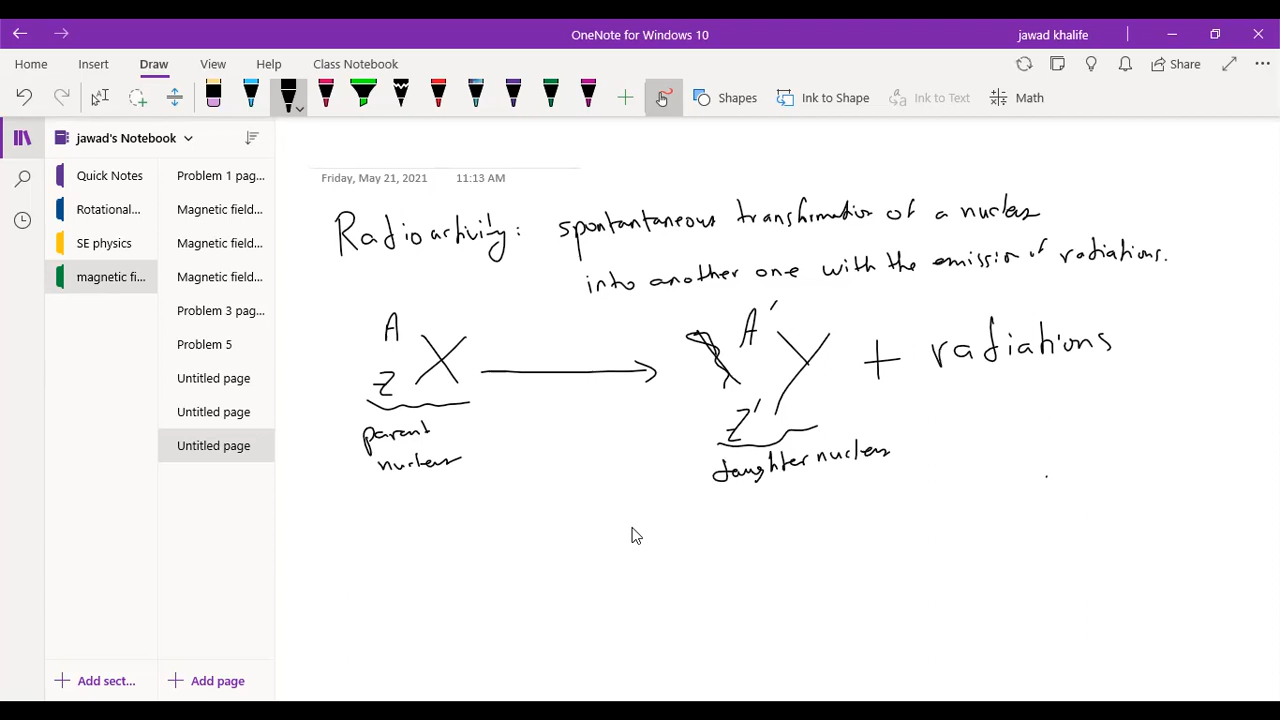 OneNote for Windows 10
jawad khalife
Home Insert Draw View Help Class Notebook
Share
Shapes Ink to Shape Ink to Text Math
jawad's Notebook
Quick Notes
Rotational...
SE physics
magnetic fi...
Problem 1 pag...
Magnetic field...
Magnetic field...
Magnetic field...
Problem 3 pag...
Problem 5
Untitled page
Untitled page
Untitled page
Add sect...
Add page
Friday, May 21, 2021 11:13 AM
Radioactivity: spontantaneous transformation of a nucleus
into another one with the emission of radiations.
A X Z → A' Y Z' + radiations
parent
nucleus
daughter nucleus